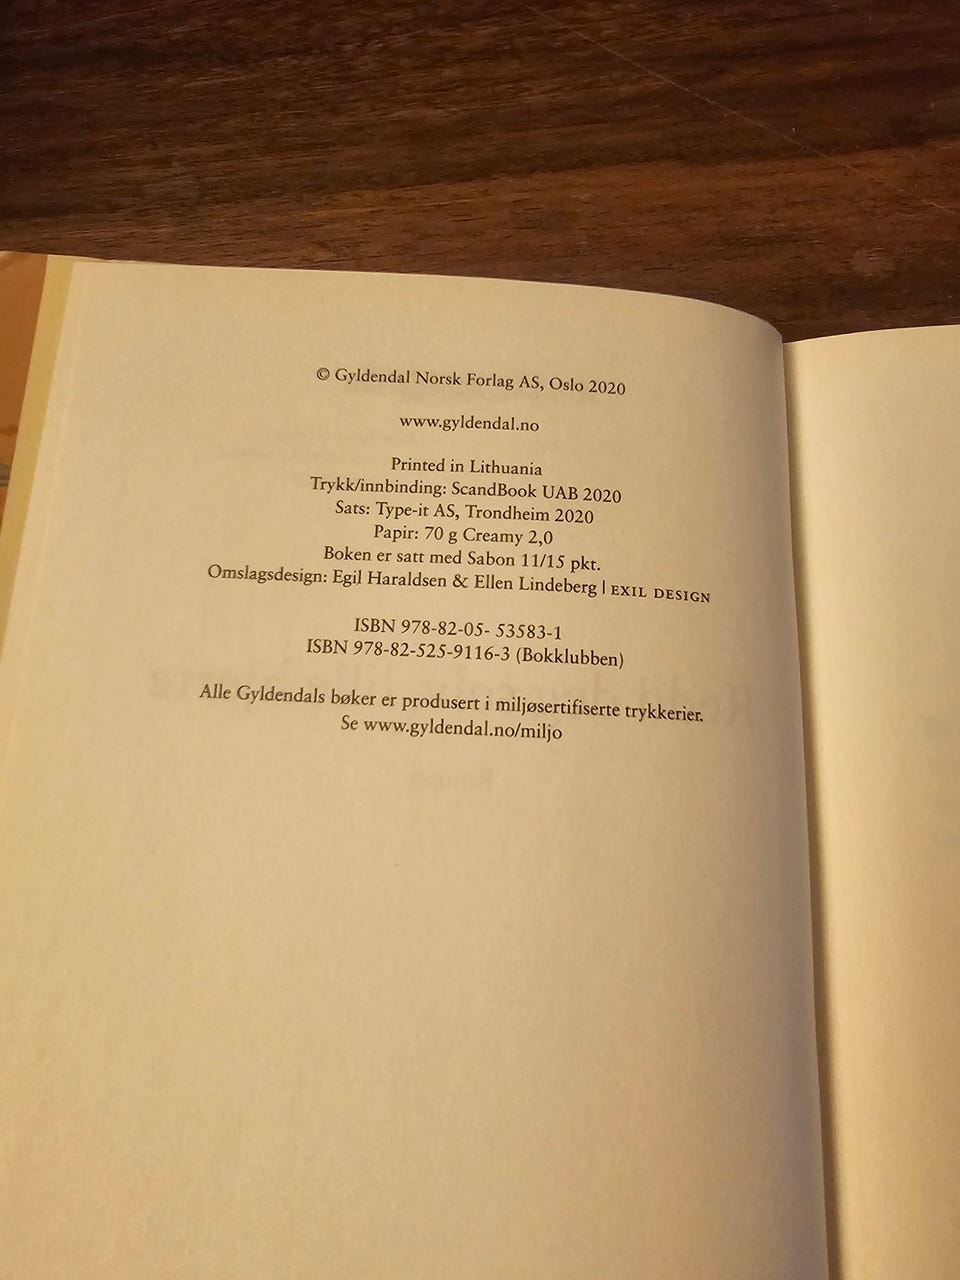 © Gyldendal Norsk Forlag AS, Oslo 2020
www.gyldendal.no
Printed in Lithuania
Trykk/innbinding: ScandBook UAB 2020
Sats: Type-it AS, Trondheim 2020
Papir: 70 g Creamy 2,0
Boken er satt med Sabon 11/15 pkt.
Omslagsdesign: Egil Haraldsen & Ellen Lindeberg | EXIL DESIGN
ISBN 978-82-05- 53583-1
ISBN 978-82-525-9116-3 (Bokklubben)
Alle Gyldendals bøker er produsert i miljøsertifiserte trykkerier.
Se www.gyldendal.no/miljo